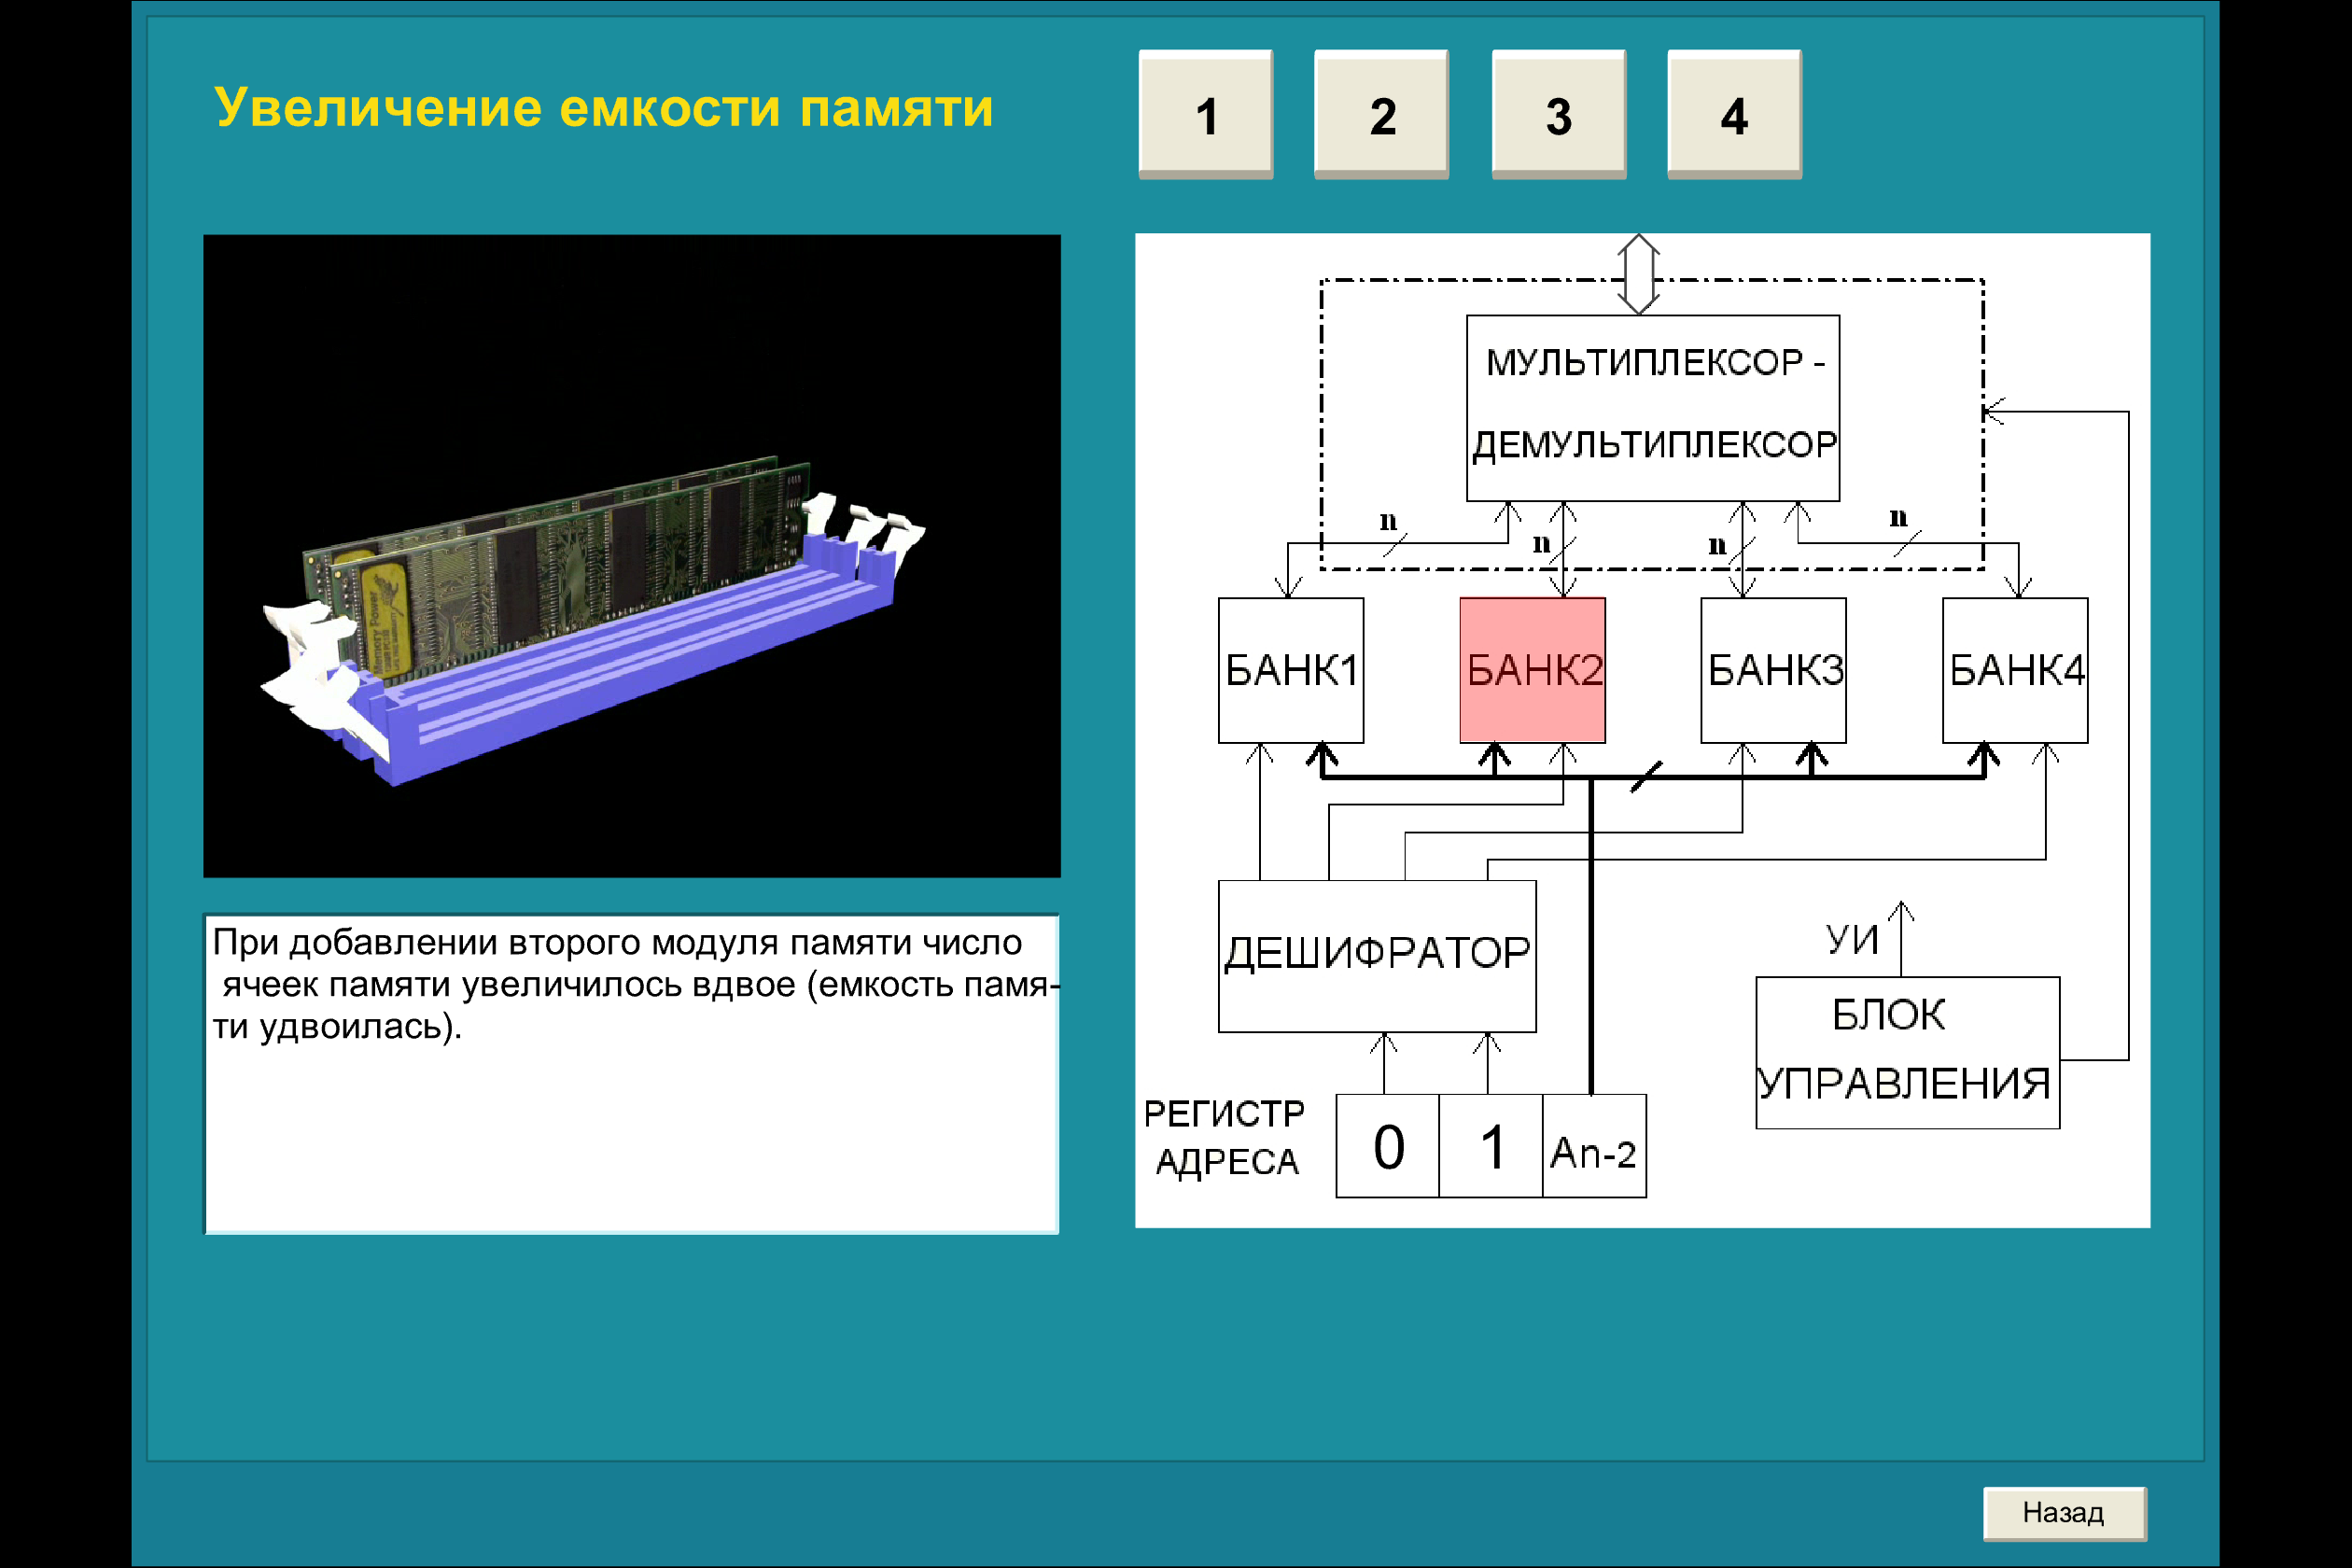 Увеличение емкости памяти
1
2
3
4
Memory Power
При добавлении второго модуля памяти число
ячеек памяти увеличилось вдвое (емкость памя-
ти удвоилась).
МУЛЬТИПЛЕКСОР -
ДЕМУЛЬТИПЛЕКСОР
n
n
n
n
БАНК1
БАНК2
БАНК3
БАНК4
ДЕШИФРАТОР
УИ
БЛОК
УПРАВЛЕНИЯ
РЕГИСТР
АДРЕСА
0
1
An-2
Назад